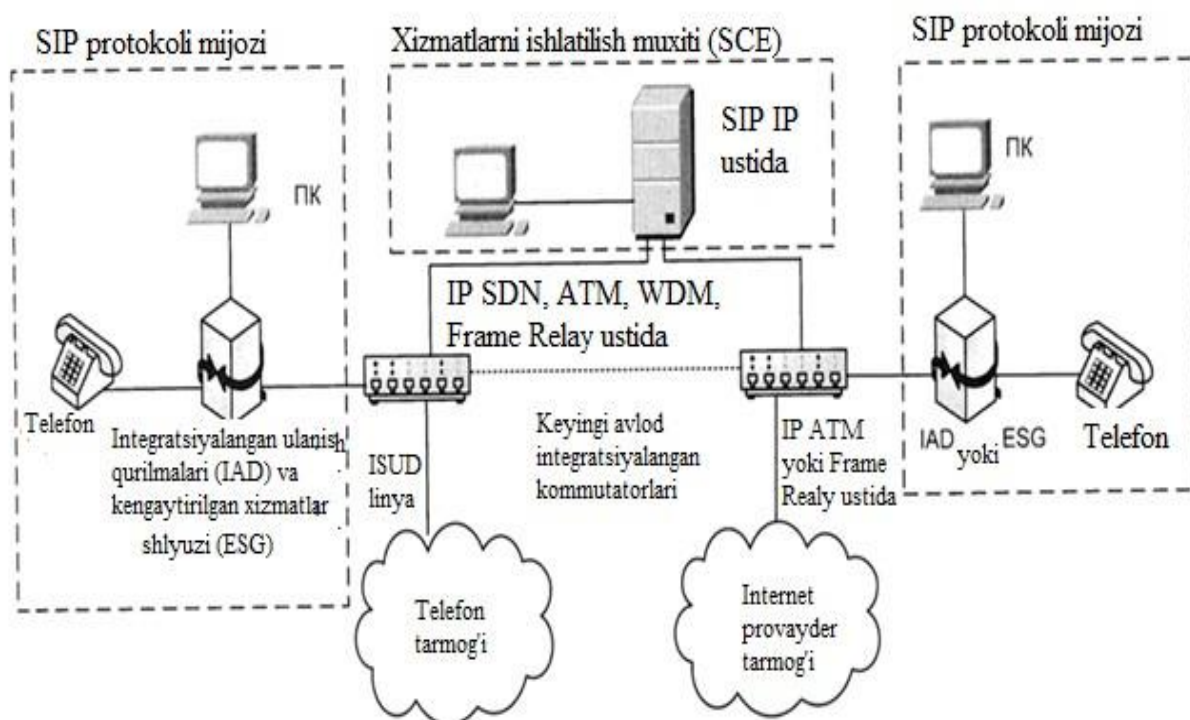 SIP protokoli mijozi
Xizmatlarni ishlatilish muxiti (SCE)
SIP protokoli mijozi
ПК
SIP IP
ustida
ПК
IP SDN, ATM, WDM,
Frame Relay ustida
Telefon
Integratsiyalangan ulanish
qurilmalari (IAD) va
kengaytirilgan xizmatlar
shlyuzi (ESG)
ISUD
linya
Keyingi avlod
integratsiyalangan
kommutatorlari
IP ATM
yoki Frame
Realy ustida
IAD yoki ESG
Telefon
Telefon
tarmog'i
Internet
provayder
tarmog'i